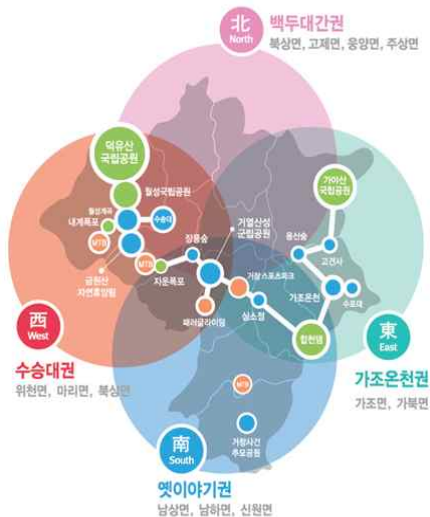 北
North
백두대간권
북상면, 고제면, 웅양면, 주상면
덕유산
국립공원
월성국립공원
월성계곡
내계폭포
수승대
MTB
금원산
자연휴양림
MTB
자운폭포
장풍숲
거열산성
군립공원
패러글라이딩
거창스포츠파크
심소정
가야산
국립공원
용산숲
고견사
가조온천
수포대
합천댐
西
West
수승대권
위천면, 마리면, 북상면
東
East
가조온천권
가조면, 가북면
MTB
거창사건
추모공원
南
South
옛이야기권
남상면, 남하면, 신원면